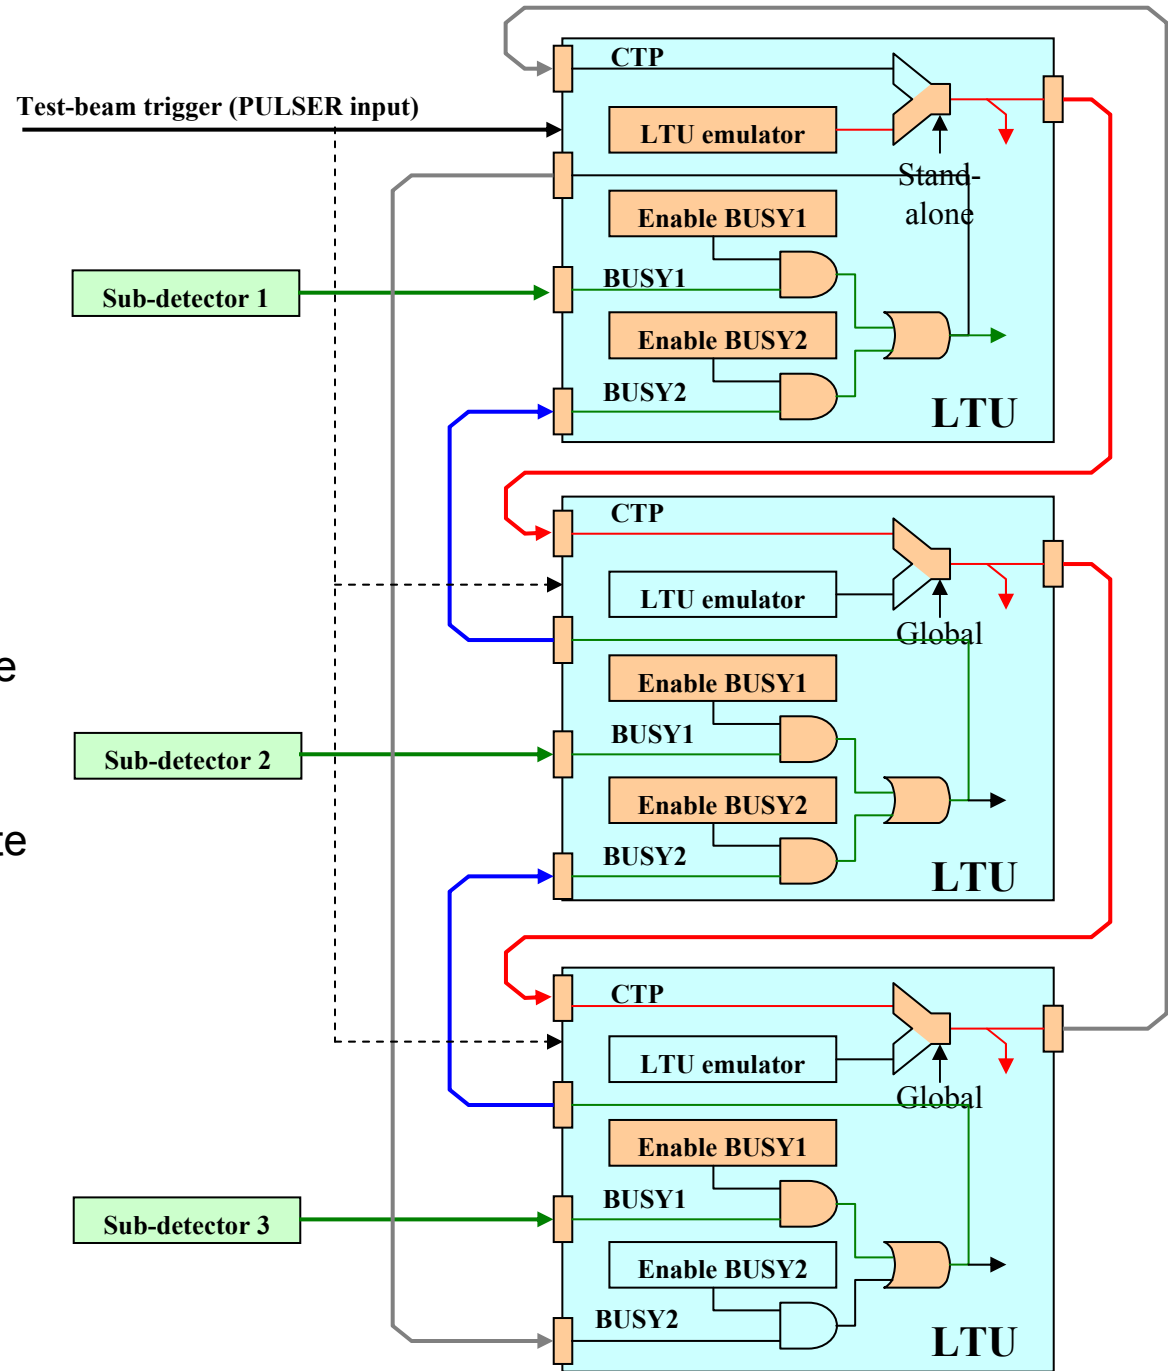 CTP
Test-beam trigger (PULSER input)
LTU emulator
Stand-
alone
Enable BUSY1
BUSY1
Sub-detector 1
Enable BUSY2
BUSY2
LTU
CTP
LTU emulator
Global
e
Enable BUSY1
BUSY1
Sub-detector 2
Enable BUSY2
te
BUSY2
LTU
CTP
LTU emulator
Global
Enable BUSY1
BUSY1
Sub-detector 3
Enable BUSY2
BUSY2
LTU